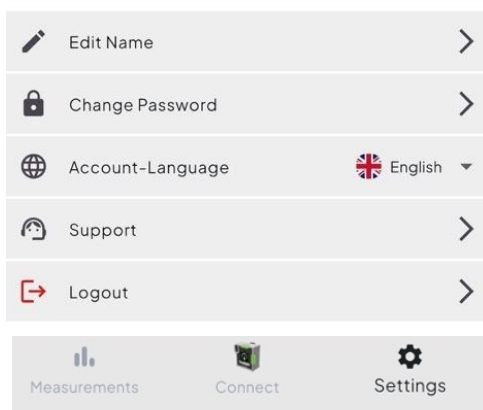 Edit Name
Change Password
Account-Language English
Support
Logout
Measurements Connect Settings